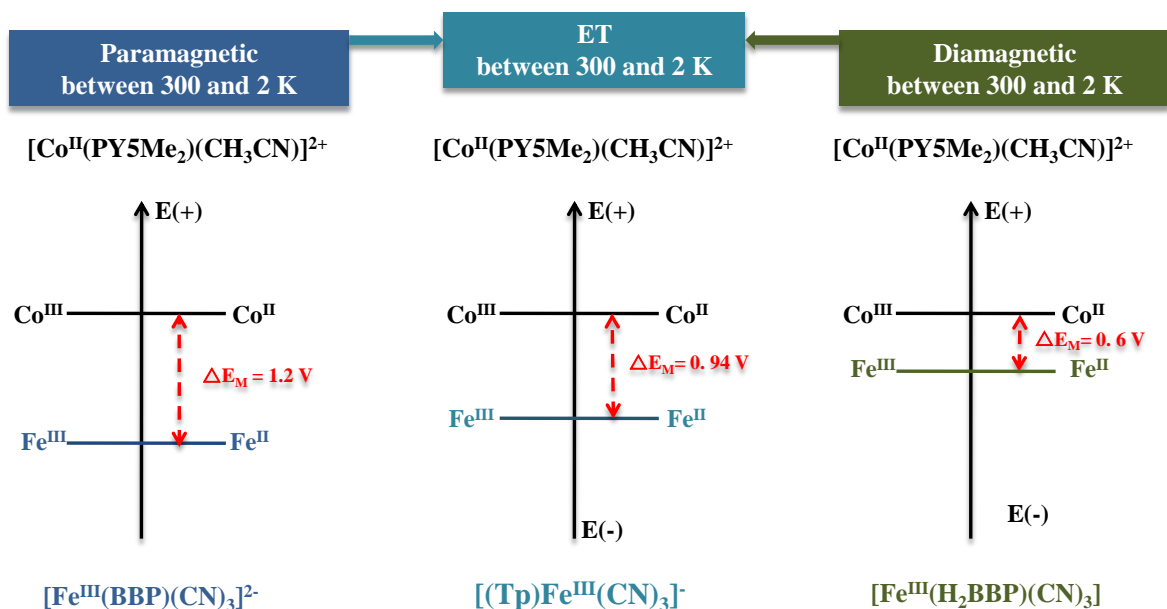 Paramagnetic
between 300 and 2 K
ET
between 300 and 2 K
Diamagnetic
between 300 and 2 K
[Co^II(PY5Me₂)(CH₃CN)]²⁺
[Co^II(PY5Me₂)(CH₃CN)]²⁺
[Co^II(PY5Me₂)(CH₃CN)]²⁺
E(+)
Co^III
Co^II
△E_M = 1.2 V
Fe^III
Fe^II
E(+)
Co^III
Co^II
△E_M= 0. 94 V
Fe^III
Fe^II
E(-)
E(+)
Co^III
Co^II
△E_M= 0. 6 V
Fe^III
Fe^II
E(-)
[Fe^III(BBP)(CN)₃]²⁻
[(Tp)Fe^III(CN)₃]⁻
[Fe^III(H₂BBP)(CN)₃]